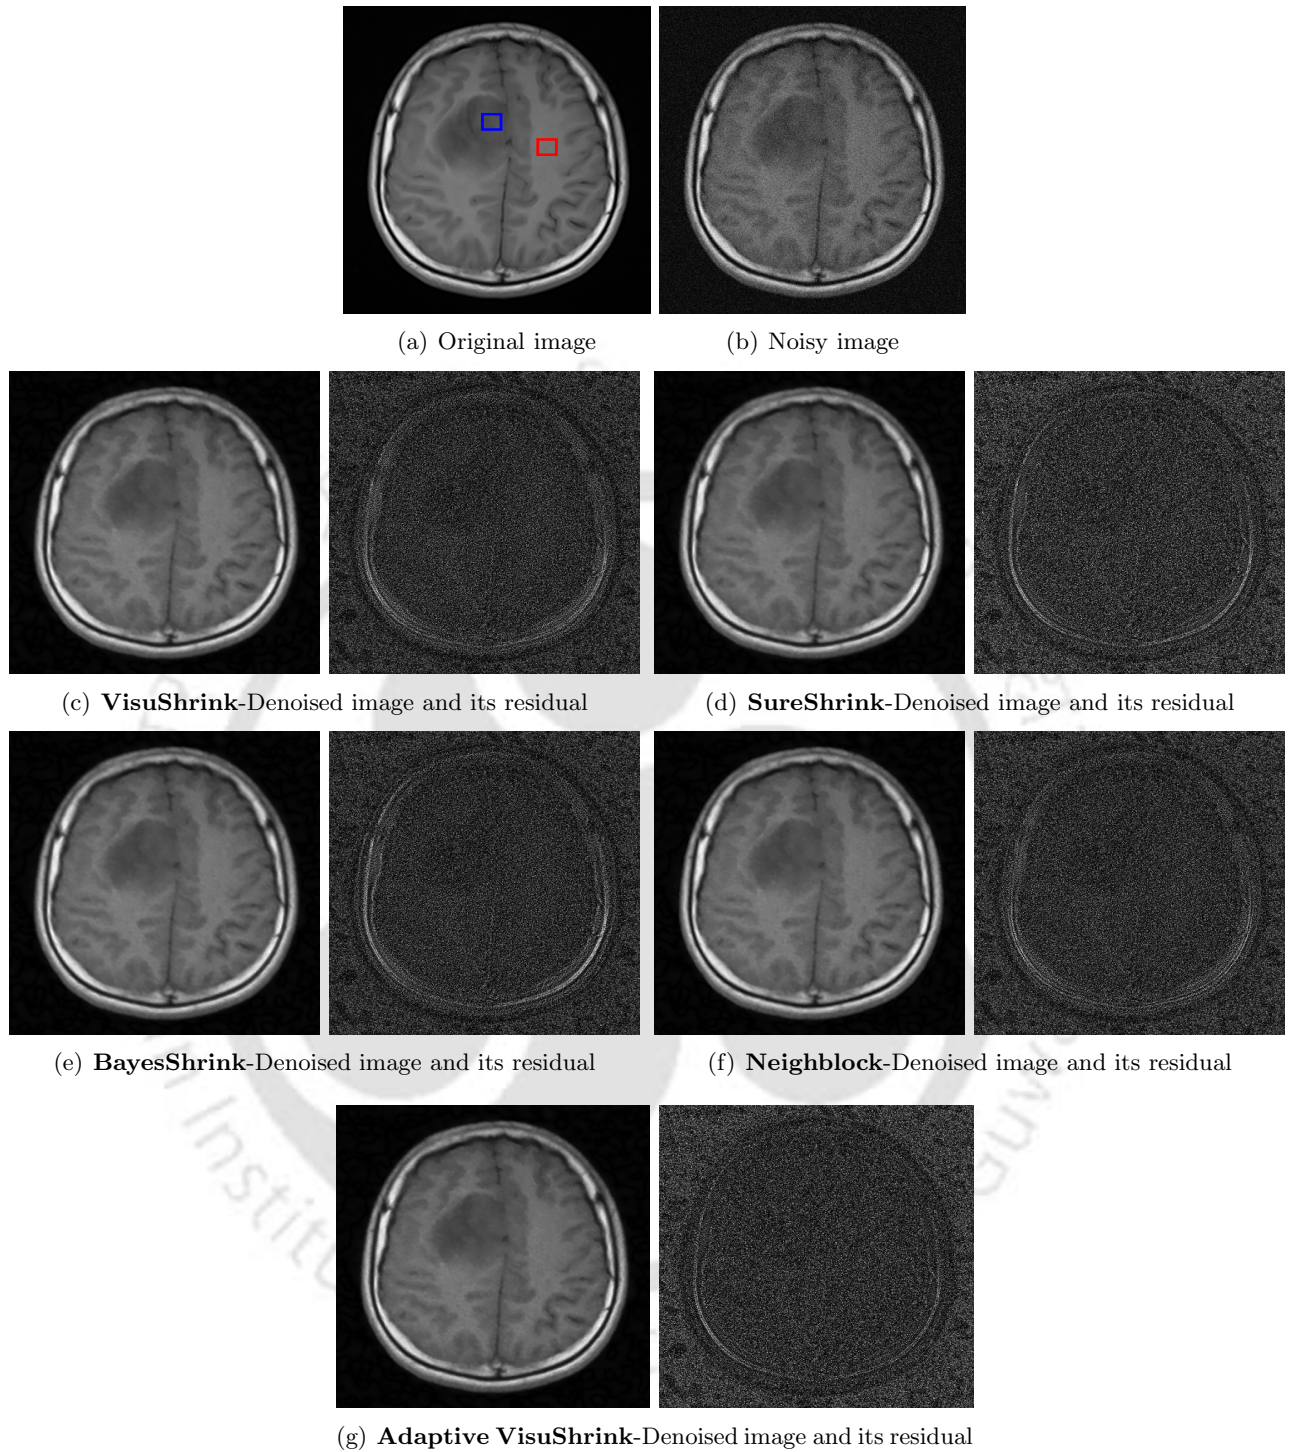 (a) Original image
(b) Noisy image
(c) VisuShrink-Denoised image and its residual
(d) SureShrink-Denoised image and its residual
(e) BayesShrink-Denoised image and its residual
(f) Neighblock-Denoised image and its residual
(g) Adaptive VisuShrink-Denoised image and its residual